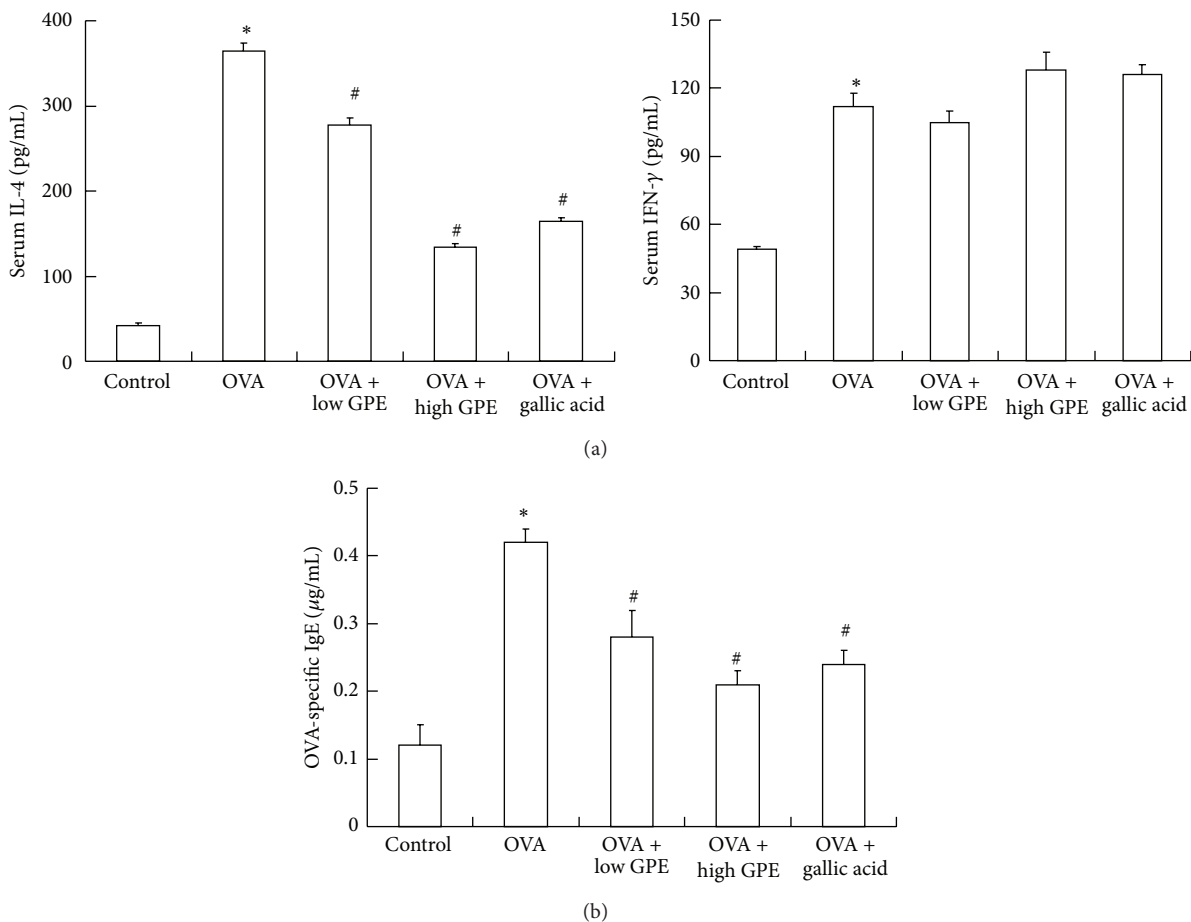 400
300
200
100
0
Serum IL-4 (pg/mL)
*
#
#
#
Control
OVA
OVA +
low GPE
OVA +
high GPE
OVA +
gallic acid
150
120
90
60
30
0
Serum IFN-γ (pg/mL)
*
Control
OVA
OVA +
low GPE
OVA +
high GPE
OVA +
gallic acid
(a)
0.5
0.4
0.3
0.2
0.1
0
OVA-specific IgE (μg/mL)
*
#
#
#
Control
OVA
OVA +
low GPE
OVA +
high GPE
OVA +
gallic acid
(b)